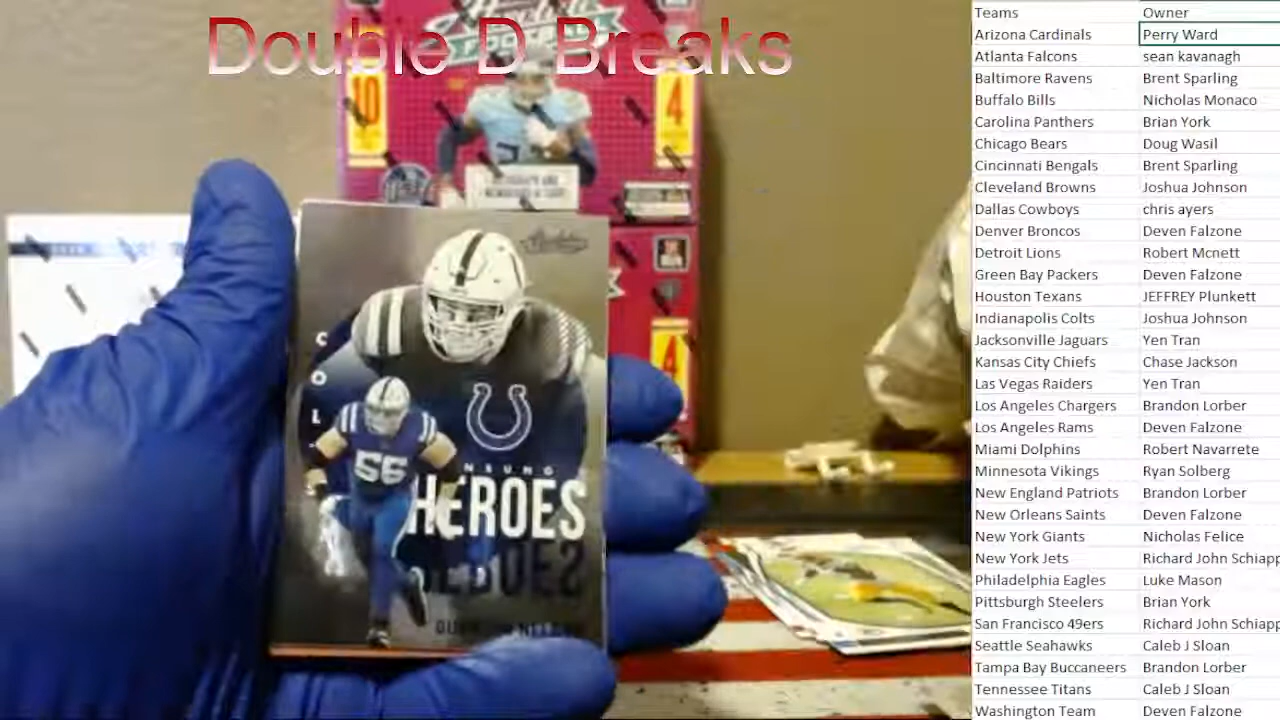 Double D Breaks
FOOTBALL
10
4
4
Absolute
C
O
L
56
HEROES
Teams Owner
Arizona Cardinals Perry Ward
Atlanta Falcons sean kavanagh
Baltimore Ravens Brent Sparling
Buffalo Bills Nicholas Monaco
Carolina Panthers Brian York
Chicago Bears Doug Wasil
Cincinnati Bengals Brent Sparling
Cleveland Browns Joshua Johnson
Dallas Cowboys chris ayers
Denver Broncos Deven Falzone
Detroit Lions Robert Mcnett
Green Bay Packers Deven Falzone
Houston Texans JEFFREY Plunkett
Indianapolis Colts Joshua Johnson
Jacksonville Jaguars Yen Tran
Kansas City Chiefs Chase Jackson
Las Vegas Raiders Yen Tran
Los Angeles Chargers Brandon Lorber
Los Angeles Rams Deven Falzone
Miami Dolphins Robert Navarrete
Minnesota Vikings Ryan Solberg
New England Patriots Brandon Lorber
New Orleans Saints Deven Falzone
New York Giants Nicholas Felice
New York Jets Richard John Schiapp
Philadelphia Eagles Luke Mason
Pittsburgh Steelers Brian York
San Francisco 49ers Richard John Schiapp
Seattle Seahawks Caleb J Sloan
Tampa Bay Buccaneers Brandon Lorber
Tennessee Titans Caleb J Sloan
Washington Team Deven Falzone